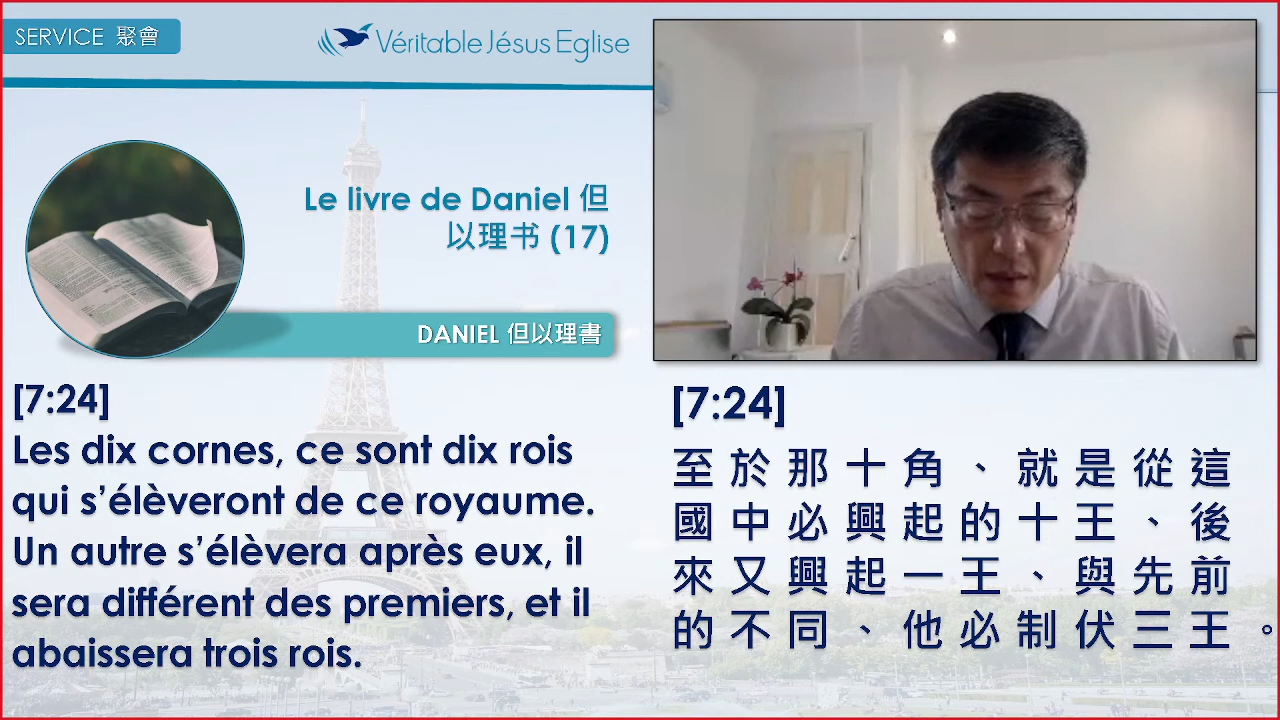 SERVICE 聚會
Véritable Jésus Eglise
Le livre de Daniel 但
以理书 (17)
DANIEL 但以理書
[7:24]
Les dix cornes, ce sont dix rois
qui s’élèveront de ce royaume.
Un autre s’élèvera après eux, il
sera différent des premiers, et il
abaissera trois rois.
[7:24]
至於那十角、就是從這
國中必興起的十王、後
來又興起一王、與先前
的不同、他必制伏三王。